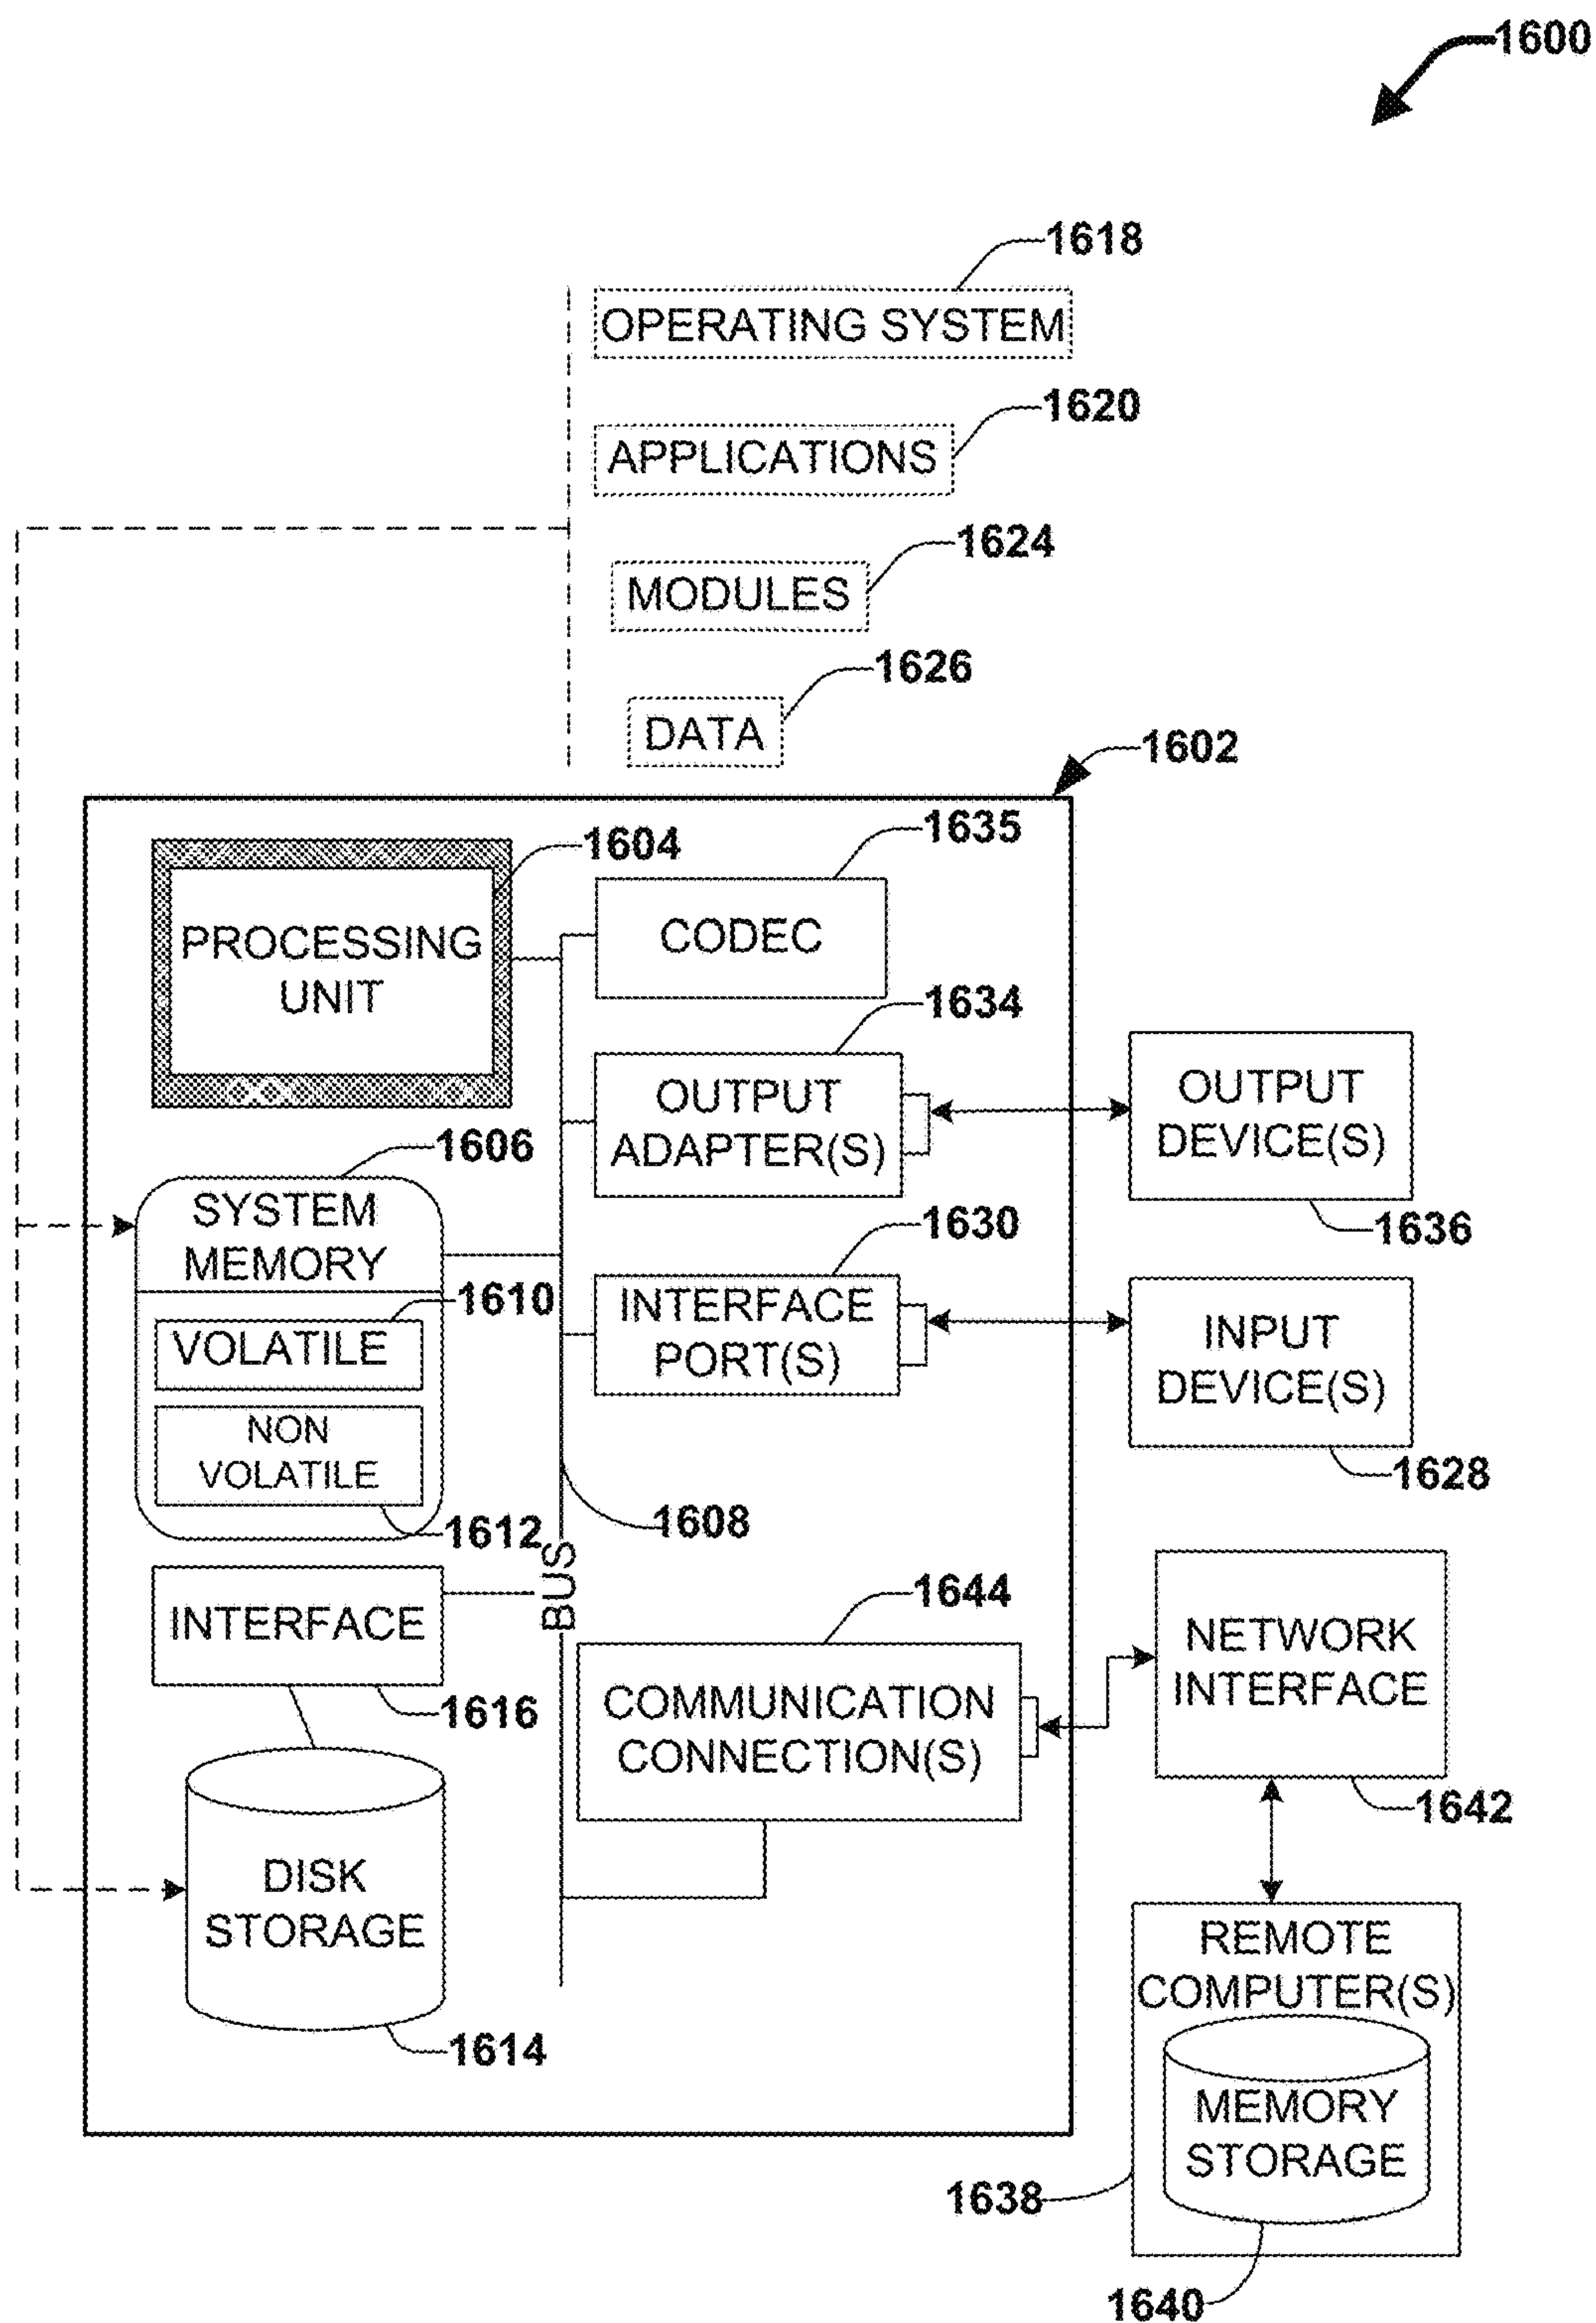 1600
1618
OPERATING SYSTEM
1620
APPLICATIONS
1624
MODULES
1626
DATA
1602
1604
PROCESSING
UNIT
1635
CODEC
1634
OUTPUT
ADAPTER(S)
OUTPUT
DEVICE(S)
1636
1606
SYSTEM
MEMORY
1610
VOLATILE
NON
VOLATILE
1612
1630
INTERFACE
PORT(S)
INPUT
DEVICE(S)
1628
1608
BUS
INTERFACE
1616
1644
COMMUNICATION
CONNECTION(S)
NETWORK
INTERFACE
1642
DISK
STORAGE
1614
REMOTE
COMPUTER(S)
MEMORY
STORAGE
1638
1640